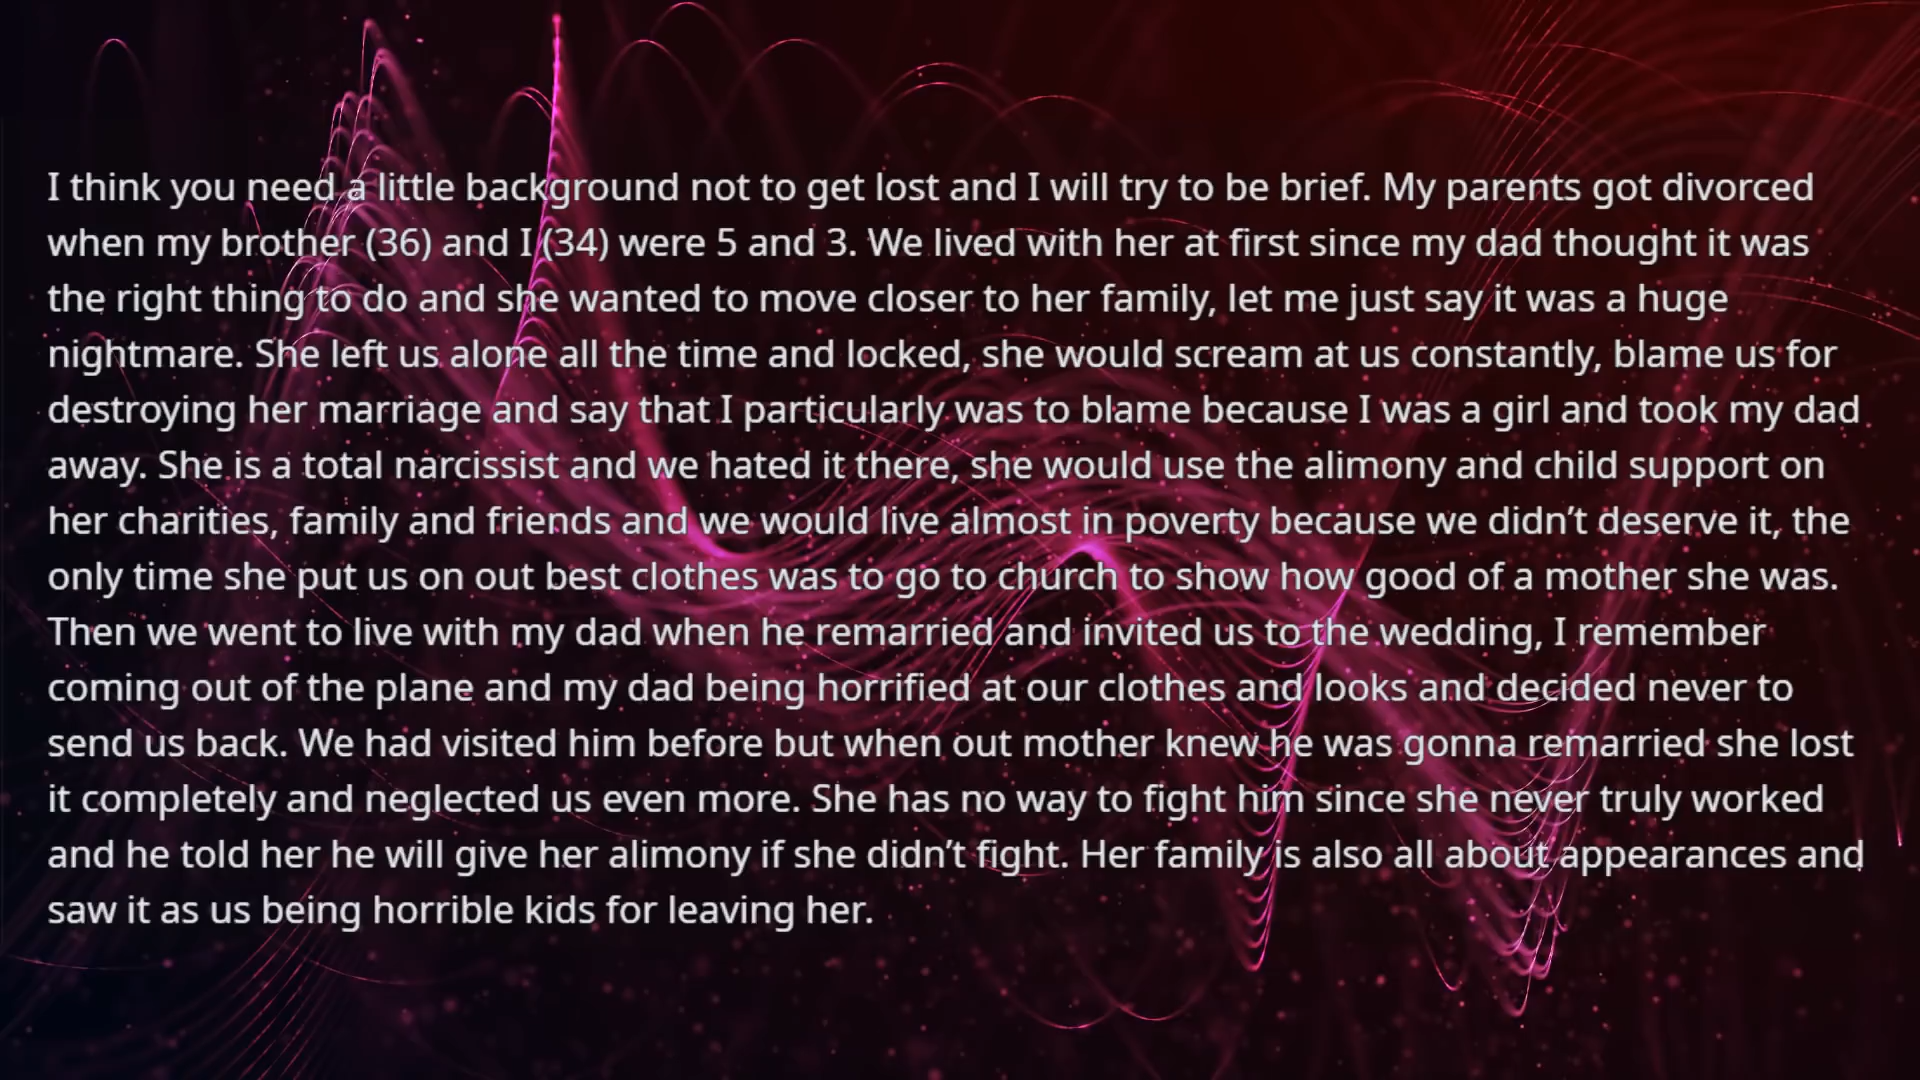 I think you need a little background not to get lost and I will try to be brief. My parents got divorced
when my brother (36) and I (34) were 5 and 3. We lived with her at first since my dad thought it was
the right thing to do and she wanted to move closer to her family, let me just say it was a huge
nightmare. She left us alone all the time and locked, she would scream at us constantly, blame us for
destroying her marriage and say that I particularly was to blame because I was a girl and took my dad
away. She is a total narcissist and we hated it there, she would use the alimony and child support on
her charities, family and friends and we would live almost in poverty because we didn’t deserve it, the
only time she put us on out best clothes was to go to church to show how good of a mother she was.
Then we went to live with my dad when he remarried and invited us to the wedding, I remember
coming out of the plane and my dad being horrified at our clothes and looks and decided never to
send us back. We had visited him before but when out mother knew he was gonna remarried she lost
it completely and neglected us even more. She has no way to fight him since she never truly worked
and he told her he will give her alimony if she didn’t fight. Her family is also all about appearances and
saw it as us being horrible kids for leaving her.